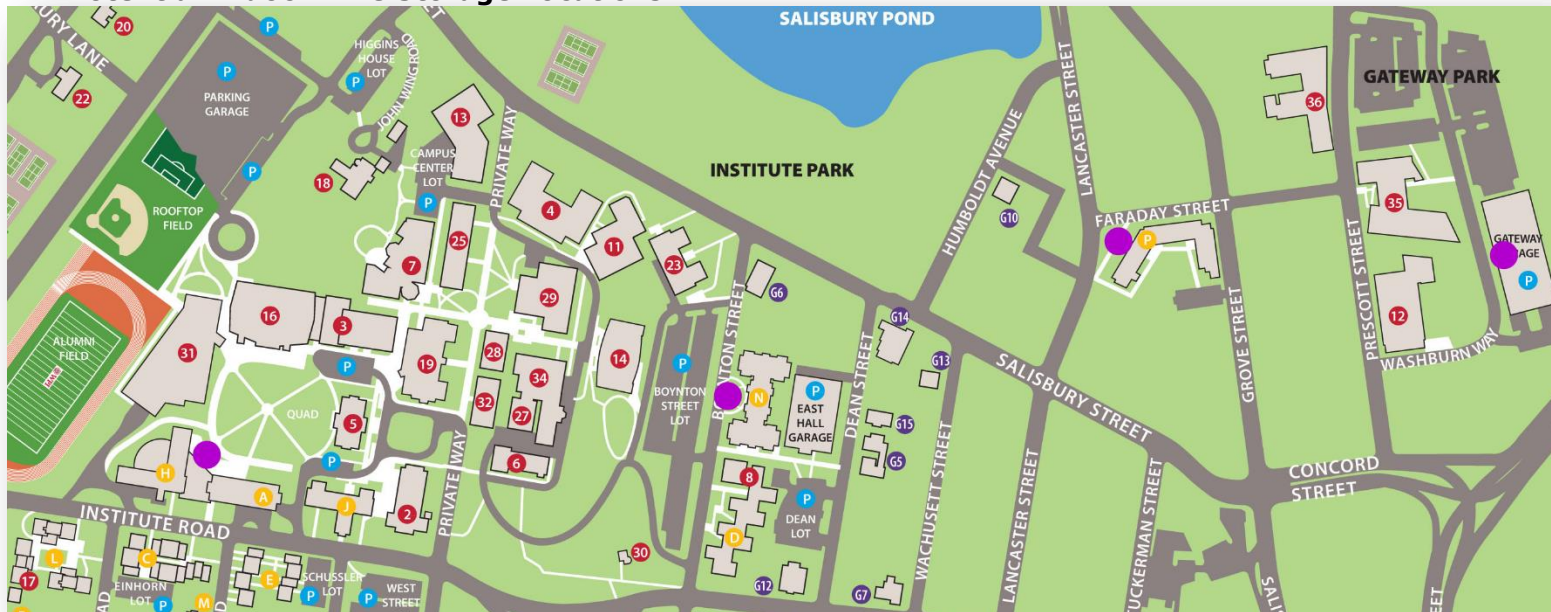 SALISBURY POND
20
URY LANE
22
P
P
PARKING
GARAGE
HIGGINS
HOUSE
LOT
P
JOHN WING ROAD
STREET
LANCASTER STREET
36
GATEWAY PARK
13
PRIVATE WAY
CAMPUS
CENTER
LOT
P
P
18
INSTITUTE PARK
HUMBOLDT AVENUE
G10
ROOFTOP
FIELD
4
25
11
23
7
FARADAY STREET
P
35
GATEWAY
P
G6
29
PRESCOTT STREET
12
WASHBURN WAY
ALUMNI
FIELD
WPI
31
16
3
P
19
28
34
14
P
BOYNTON
STREET
LOT
STREET
N
P
EAST
HALL
GARAGE
DEAN STREET
G14
G13
SALISBURY STREET
GROVE STREET
QUAD
5
32
27
6
G15
G5
WACHUSETT STREET
H
A
P
J
2
PRIVATE WAY
8
P
DEAN
LOT
D
CONCORD
STREET
INSTITUTE ROAD
30
G12
G7
LANCASTER STREET
TUCKERMAN STREET
L
17
C
EINHORN
LOT
P
M
E
SCHUSSLER
LOT
P
WEST
STREET
P